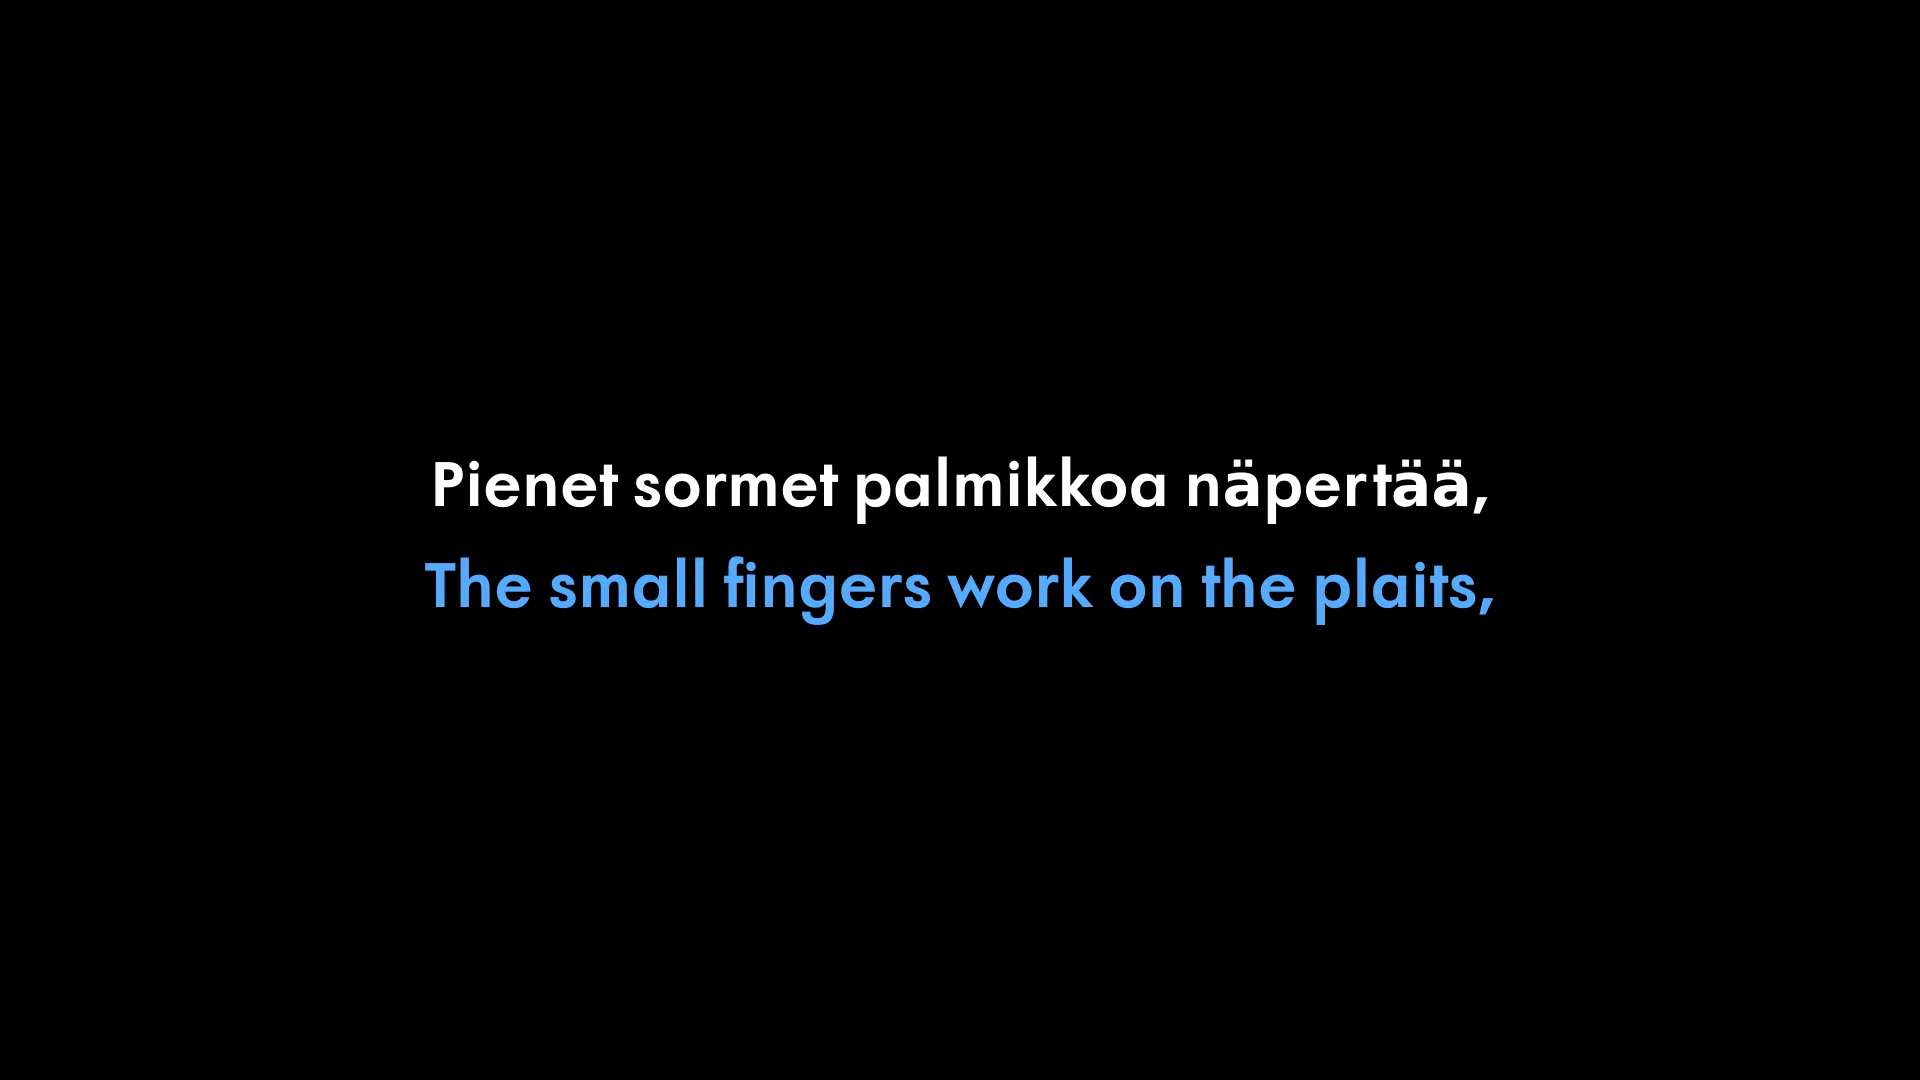 Pienet sormet palmikkoa näpertää,
The small fingers work on the plaits,